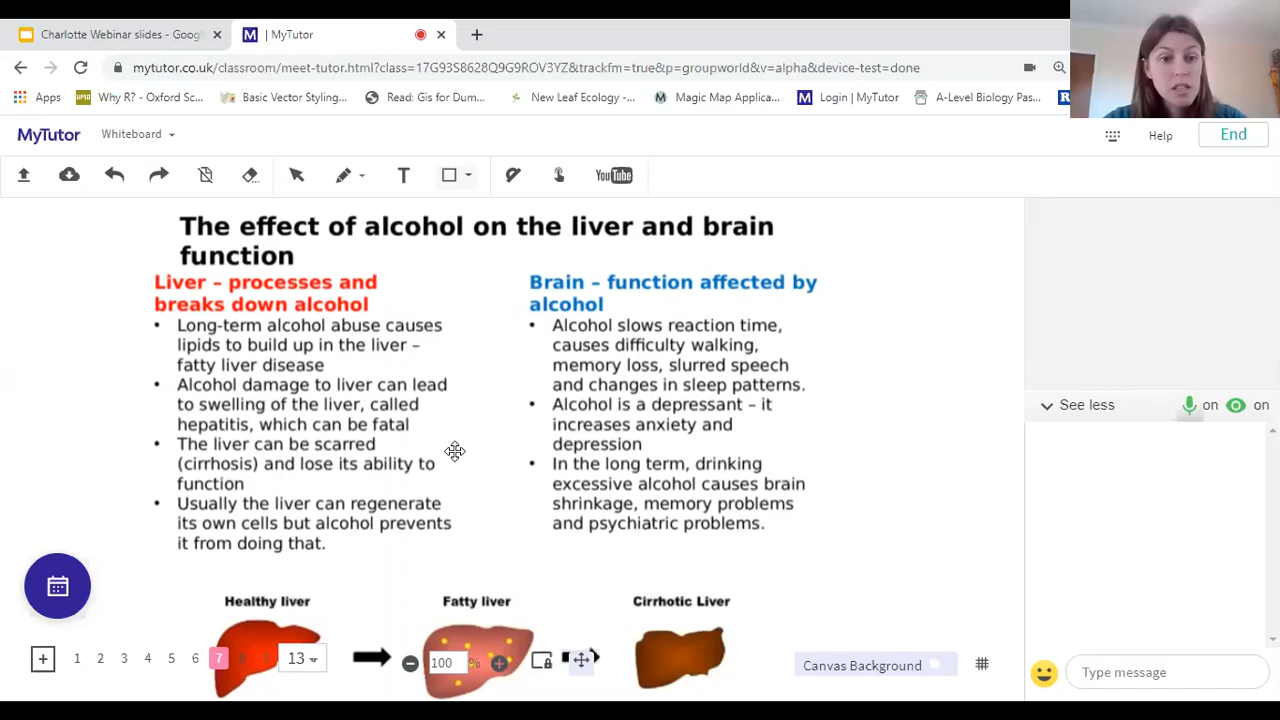 Charlotte Webinar slides - Goog
| MyTutor
mytutor.co.uk/classroom/meet-tutor.html?class=17G93S8628Q9G9ROV3YZ&trackfm=true&p=groupworld&v=alpha&device-test=done
Apps
Why R? - Oxford Sc...
Basic Vector Styling...
Read: Gis for Dum...
New Leaf Ecology -...
Magic Map Applica...
Login | MyTutor
A-Level Biology Pas...
MyTutor
Whiteboard
Help
End
T
YouTube
The effect of alcohol on the liver and brain
function
Liver – processes and
breaks down alcohol
• Long-term alcohol abuse causes
lipids to build up in the liver –
fatty liver disease
• Alcohol damage to liver can lead
to swelling of the liver, called
hepatitis, which can be fatal
• The liver can be scarred
(cirrhosis) and lose its ability to
function
• Usually the liver can regenerate
its own cells but alcohol prevents
it from doing that.
Brain – function affected by
alcohol
• Alcohol slows reaction time,
causes difficulty walking,
memory loss, slurred speech
and changes in sleep patterns.
• Alcohol is a depressant – it
increases anxiety and
depression
• In the long term, drinking
excessive alcohol causes brain
shrinkage, memory problems
and psychiatric problems.
Healthy liver
Fatty liver
Cirrhotic Liver
See less
on
on
1 2 3 4 5 6 7 8 9 13
100 %
Canvas Background
Type message